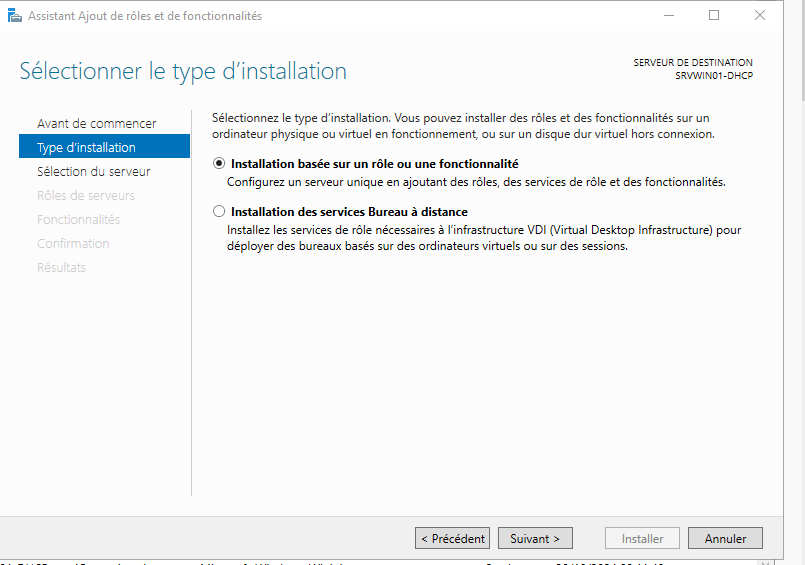 Assistant Ajout de rôles et de fonctionnalités
Sélectionner le type d’installation
SERVEUR DE DESTINATION
SRVWIN01-DHCP
Avant de commencer
Type d’installation
Sélection du serveur
Rôles de serveurs
Fonctionnalités
Confirmation
Résultats
Sélectionnez le type d’installation. Vous pouvez installer des rôles et des fonctionnalités sur un
ordinateur physique ou virtuel en fonctionnement, ou sur un disque dur virtuel hors connexion.
Installation basée sur un rôle ou une fonctionnalité
Configurez un serveur unique en ajoutant des rôles, des services de rôle et des fonctionnalités.
Installation des services Bureau à distance
Installez les services de rôle nécessaires à l’infrastructure VDI (Virtual Desktop Infrastructure) pour
déployer des bureaux basés sur des ordinateurs virtuels ou sur des sessions.
< Précédent
Suivant >
Installer
Annuler